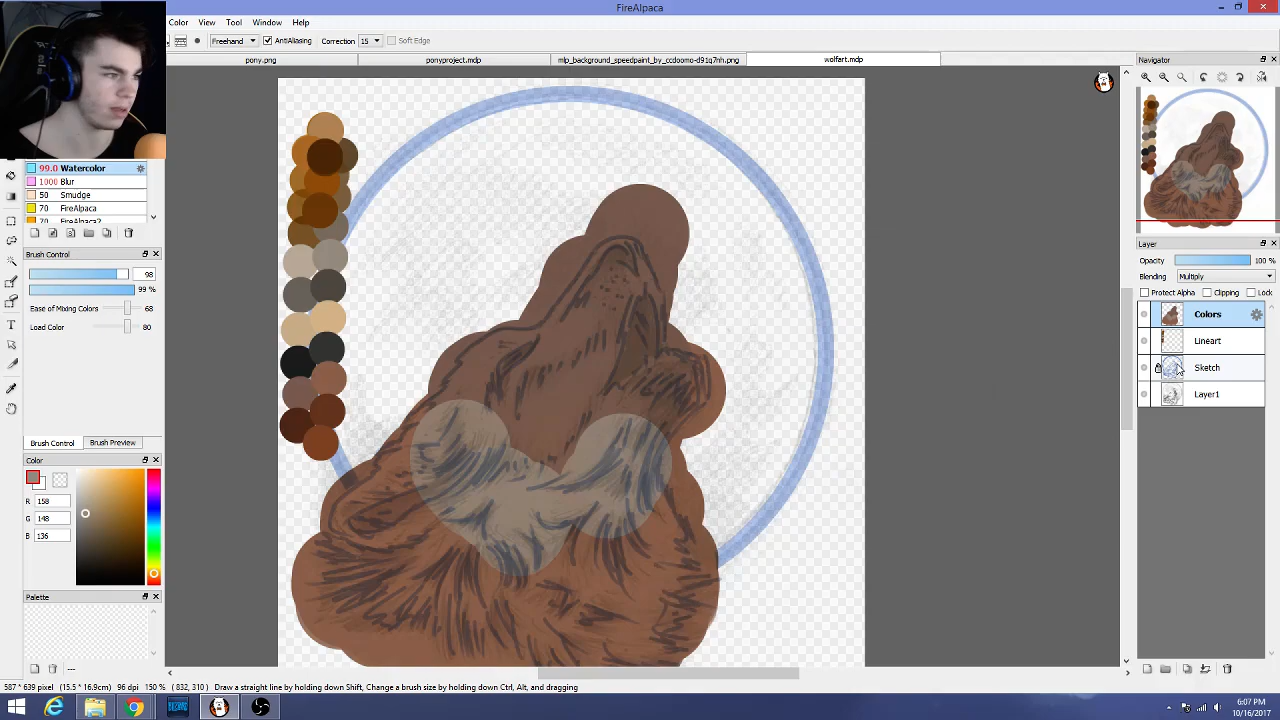 FireAlpaca
Color View Tool Window Help
Freehand AntiAliasing Correction 15 Soft Edge
pony.png ponyproject.mdp mlp_background_speedpaint_by_ccdoomo-d91q7nh.png wolfart.mdp
Navigator
99.0 Watercolor
1000 Blur
50 Smudge
70 FireAlpaca
70 FireAlpaca2
Brush Control
98
99 %
Ease of Mixing Colors 68
Load Color 80
Brush Control Brush Preview
Color
R 158
G 148
B 136
Palette
---
Layer
Opacity 100 %
Blending Multiply
Protect Alpha Clipping Lock
Colors
Lineart
Sketch
Layer1
587 * 639 pixel (15.5 * 16.9cm) 96 dpi 150 % (832, 310) Draw a straight line by holding down Shift, Change a brush size by holding down Ctrl, Alt, and dragging
6:07 PM
10/16/2017